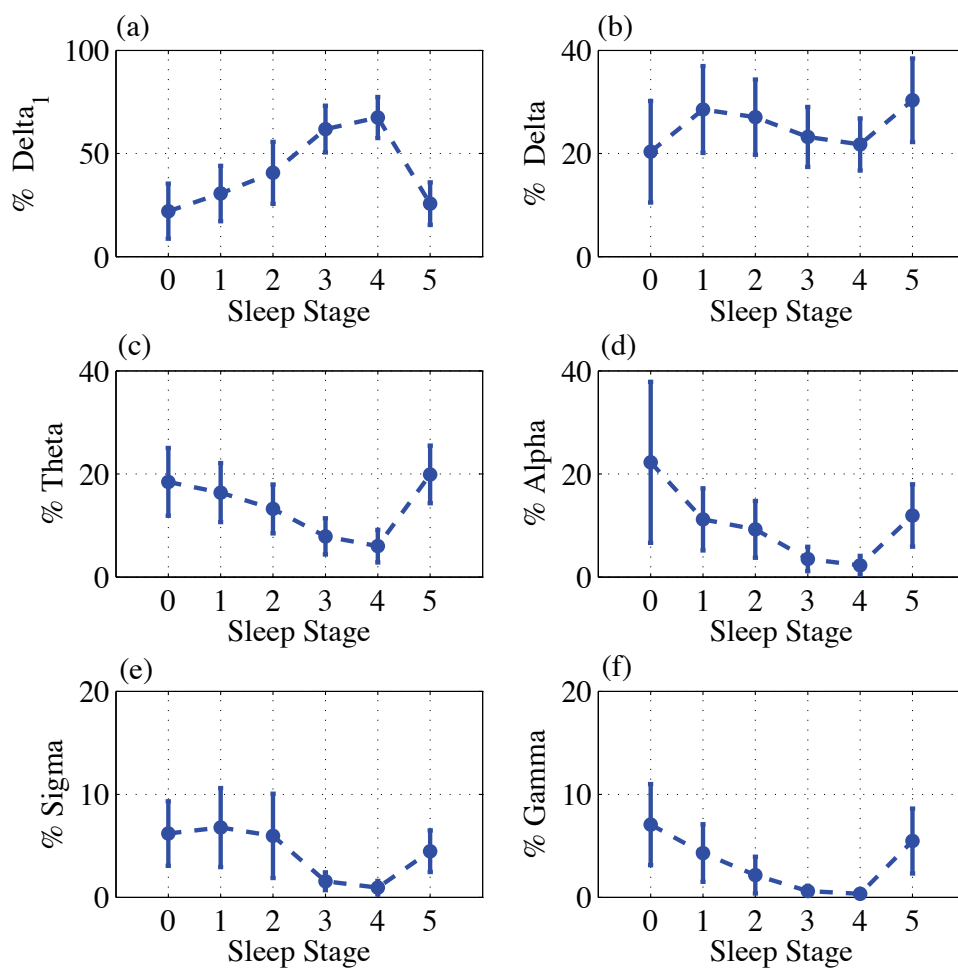 (a)
100
50
0
% Delta1
0 1 2 3 4 5
Sleep Stage
(b)
40
20
0
% Delta
0 1 2 3 4 5
Sleep Stage
(c)
40
20
0
% Theta
0 1 2 3 4 5
Sleep Stage
(d)
40
20
0
% Alpha
0 1 2 3 4 5
Sleep Stage
(e)
20
10
0
% Sigma
0 1 2 3 4 5
Sleep Stage
(f)
20
10
0
% Gamma
0 1 2 3 4 5
Sleep Stage